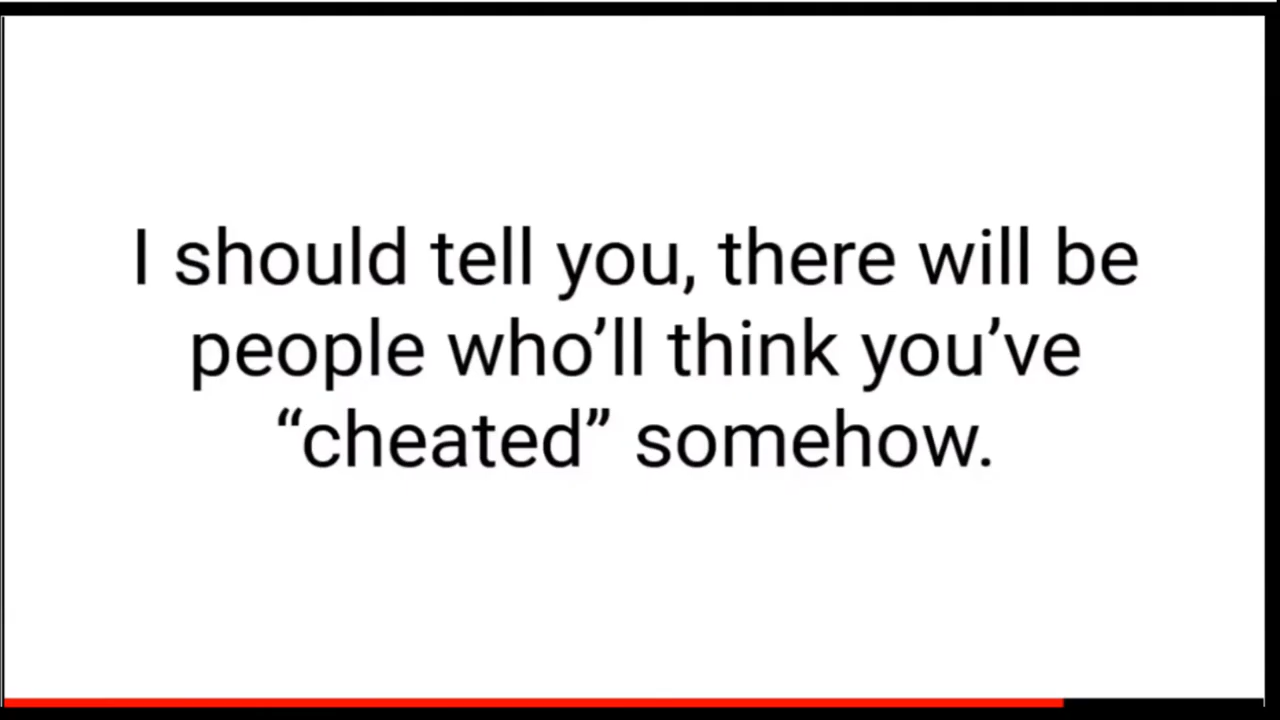 I should tell you, there will be
people who’ll think you’ve
“cheated” somehow.